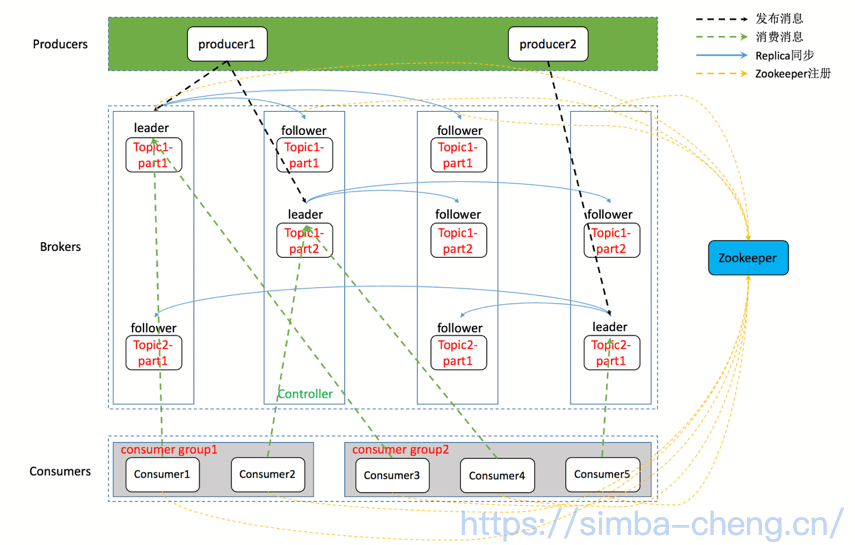 Producers
producer1
producer2
发布消息
消费消息
Replica同步
Zookeeper注册
Brokers
leader
Topic1-
part1
follower
Topic1-
part1
follower
Topic1-
part1
leader
Topic1-
part2
follower
Topic1-
part2
follower
Topic1-
part2
Zookeeper
follower
Topic2-
part1
follower
Topic2-
part1
leader
Topic2-
part1
Controller
Consumers
consumer group1
Consumer1
Consumer2
consumer group2
Consumer3
Consumer4
Consumer5
https://simba-cheng.cn/